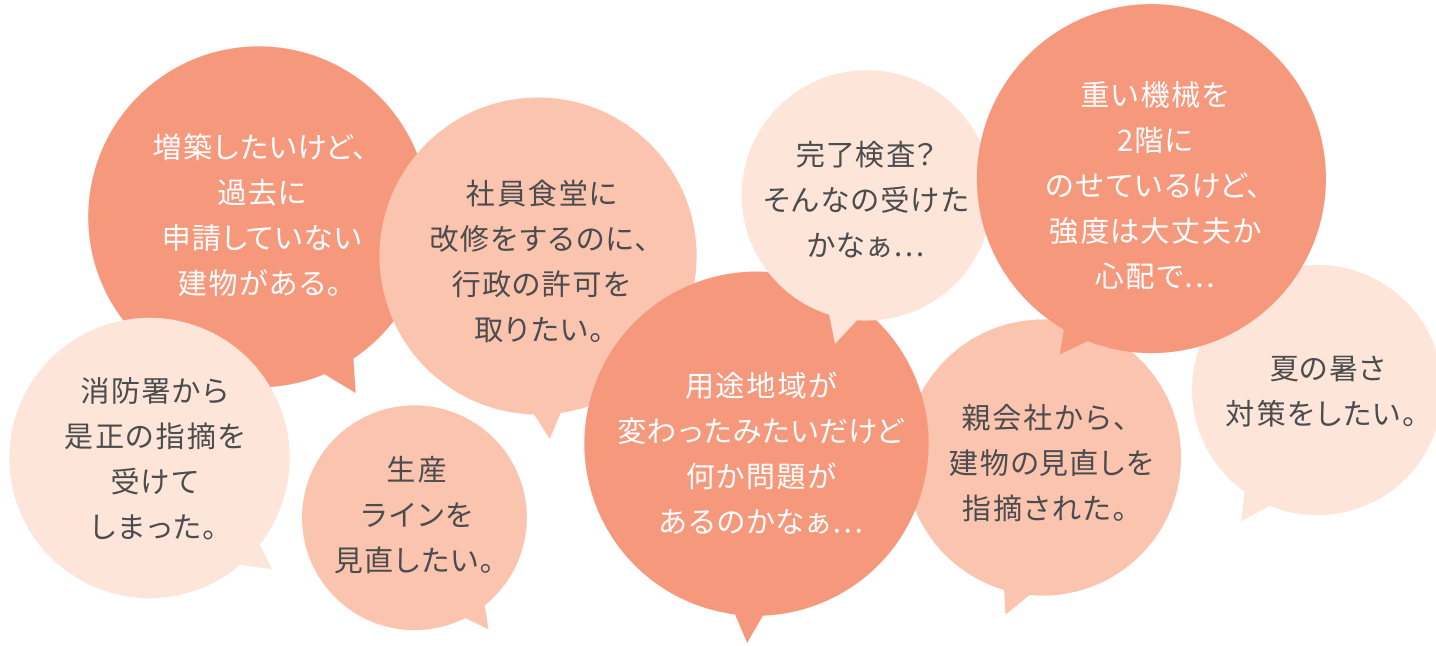 増築したいけど、
過去に
申請していない
建物がある。
社員食堂に
改修をするのに、
行政の許可を
取りたい。
完了検査？
そんなの受けた
かなぁ…
重い機械を
2階に
のせているけど、
強度は大丈夫か
心配で…
消防署から
是正の指摘を
受けて
しまった。
生産
ラインを
見直したい。
用途地域が
変わったみたいだけど
何か問題が
あるのかなぁ…
親会社から、
建物の見直しを
指摘された。
夏の暑さ
対策をしたい。